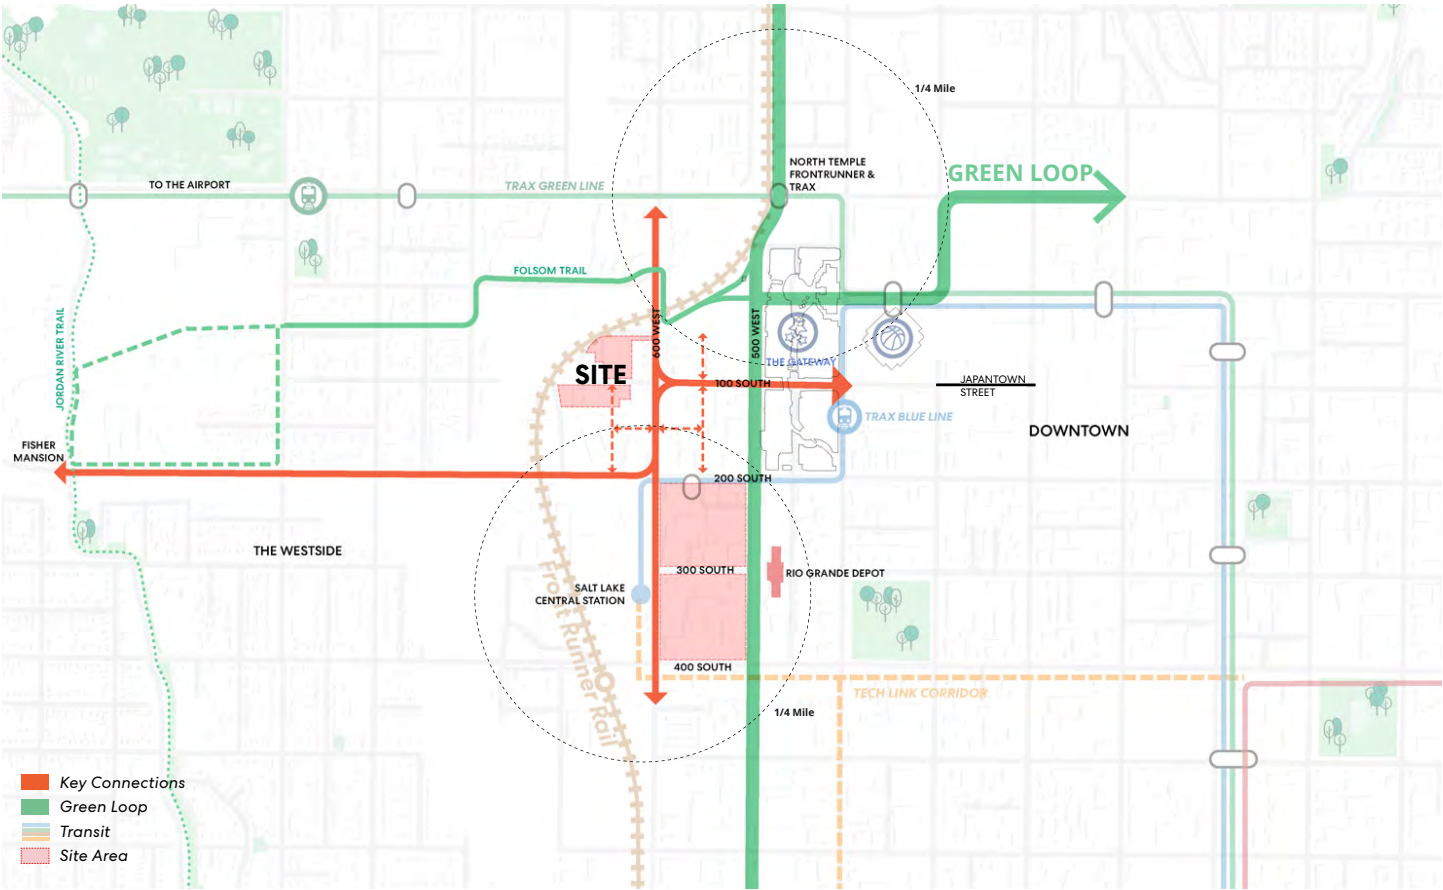 1/4 Mile
NORTH TEMPLE
FRONTRUNNER &
TRAX
GREEN LOOP
TO THE AIRPORT
TRAX GREEN LINE
FOLSOM TRAIL
JORDAN RIVER TRAIL
600 WEST
500 WEST
THE GATEWAY
SITE
100 SOUTH
JAPANTOWN
STREET
TRAX BLUE LINE
DOWNTOWN
FISHER
MANSION
200 SOUTH
THE WESTSIDE
300 SOUTH
RIO GRANDE DEPOT
SALT LAKE
CENTRAL STATION
Front Runner Rail
400 SOUTH
TECH LINK CORRIDOR
1/4 Mile
Key Connections
Green Loop
Transit
Site Area